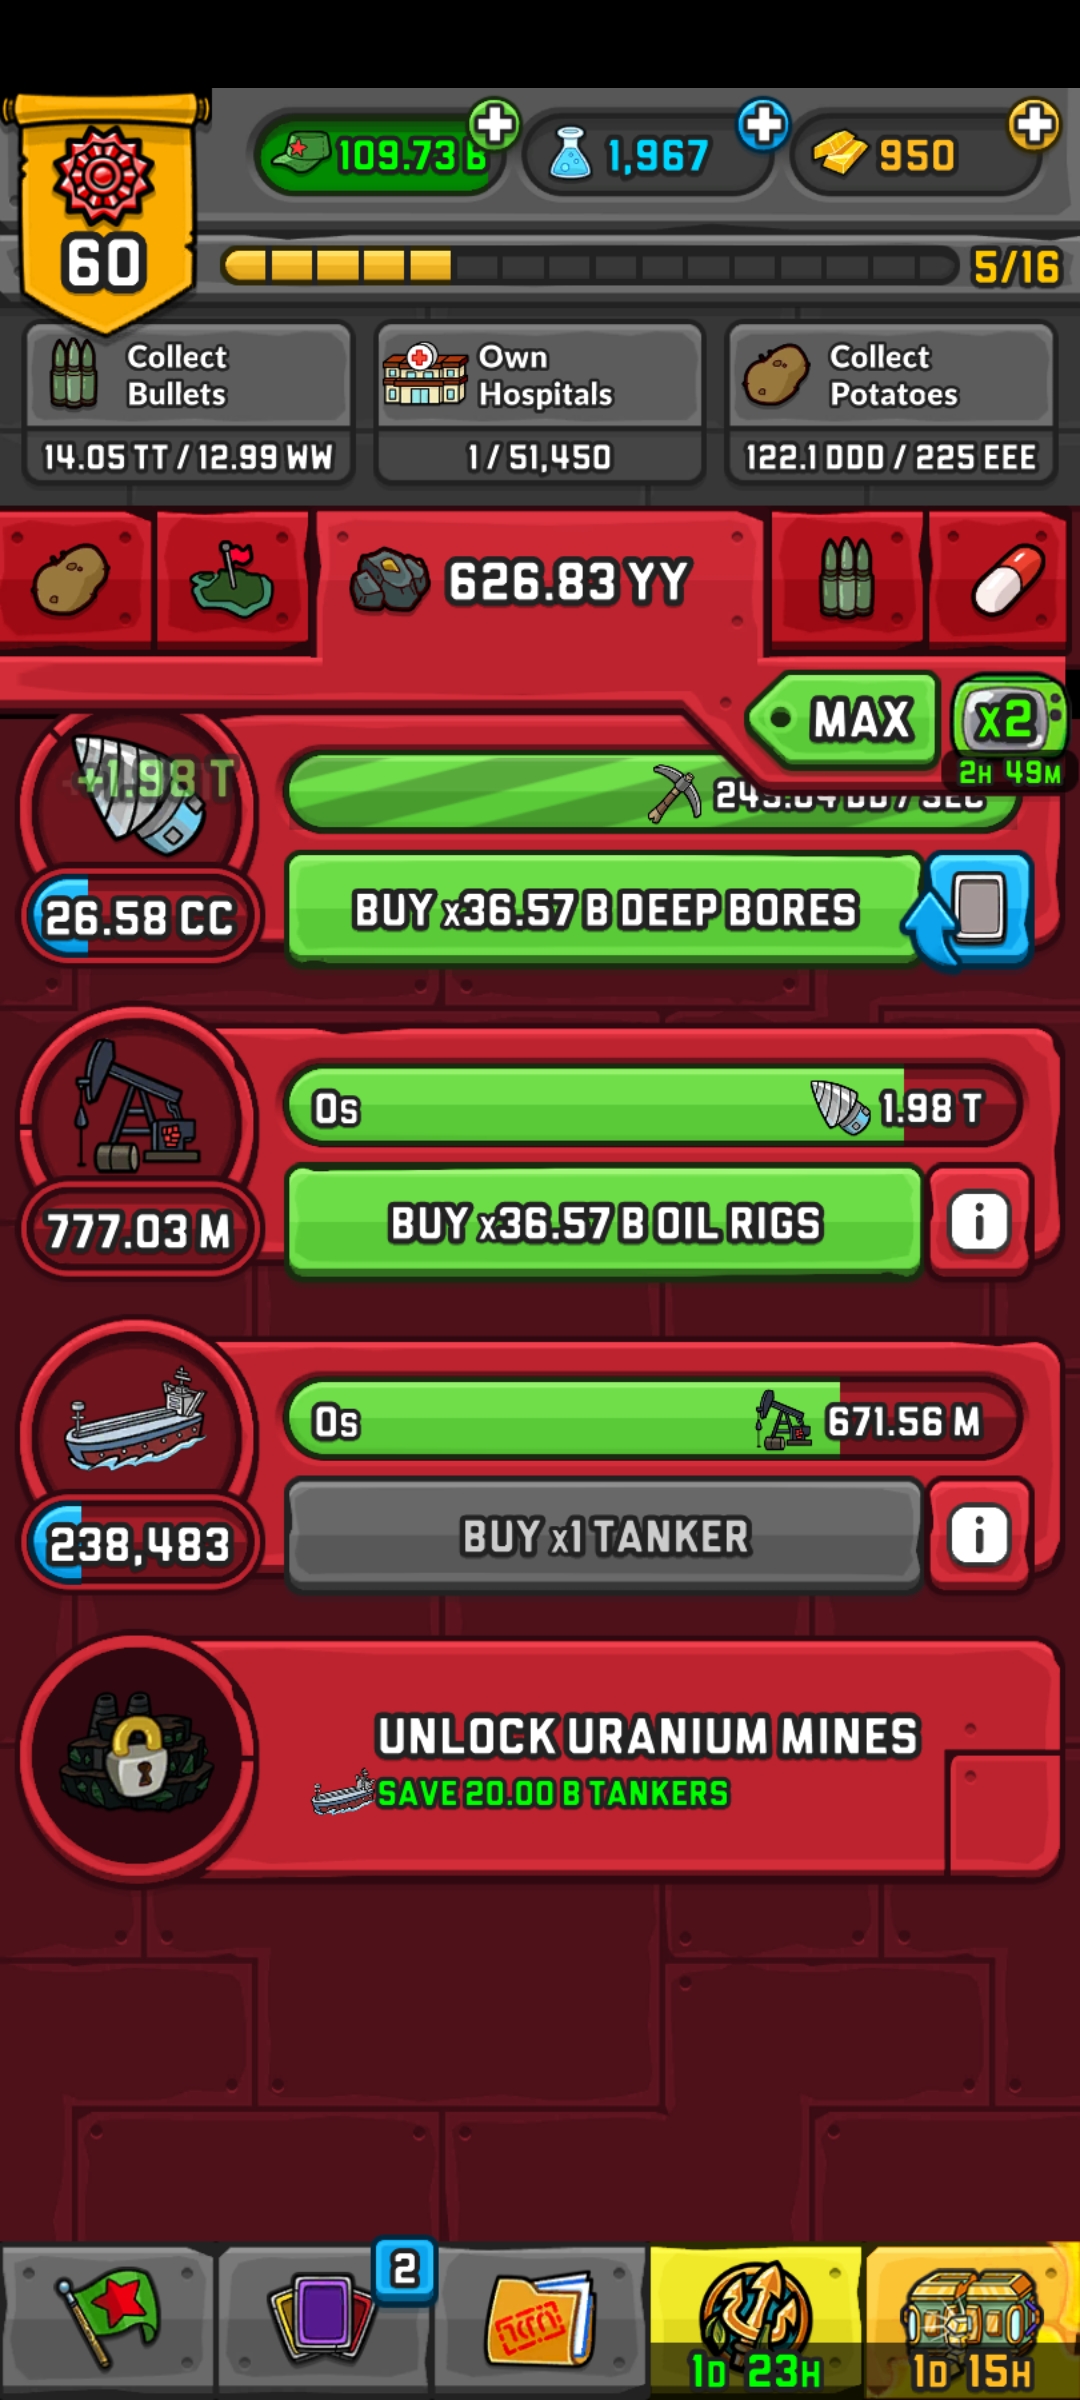 109.73 B
1,967
950
60
5/16
Collect Bullets
14.05 TT / 12.99 WW
Own Hospitals
1 / 51,450
Collect Potatoes
122.1 DDD / 225 EEE
626.83 YY
MAX
x2
2H 49M
+1.98 T
26.58 CC
BUY x36.57 B DEEP BORES
0s
1.98 T
777.03 M
BUY x36.57 B OIL RIGS
i
0s
671.56 M
238,483
BUY x1 TANKER
i
UNLOCK URANIUM MINES
SAVE 20.00 B TANKERS
2
1D 23H
1D 15H